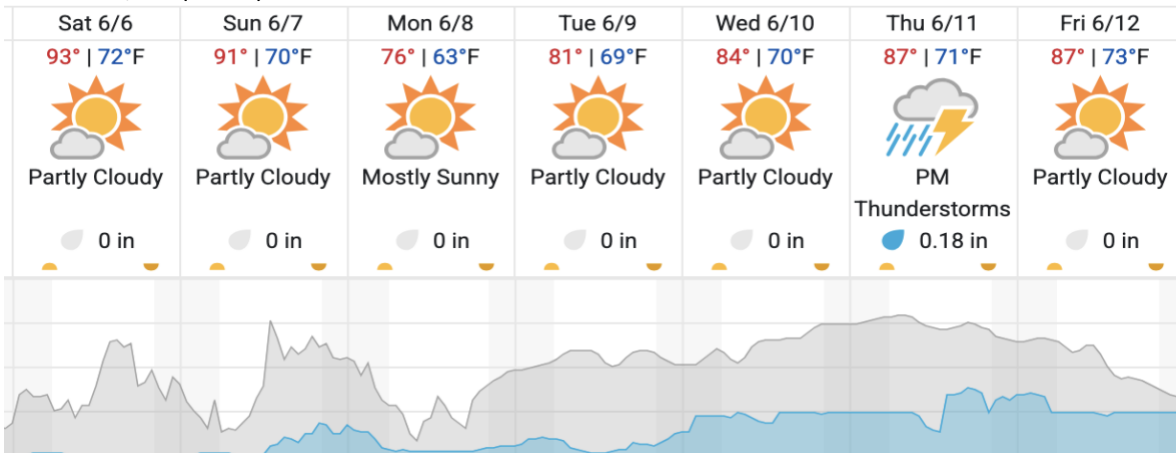 Sat 6/6
Sun 6/7
Mon 6/8
Tue 6/9
Wed 6/10
Thu 6/11
Fri 6/12
93° | 72°F
91° | 70°F
76° | 63°F
81° | 69°F
84° | 70°F
87° | 71°F
87° | 73°F
Partly Cloudy
Partly Cloudy
Mostly Sunny
Partly Cloudy
Partly Cloudy
PM
Thunderstorms
Partly Cloudy
0 in
0 in
0 in
0 in
0 in
0.18 in
0 in